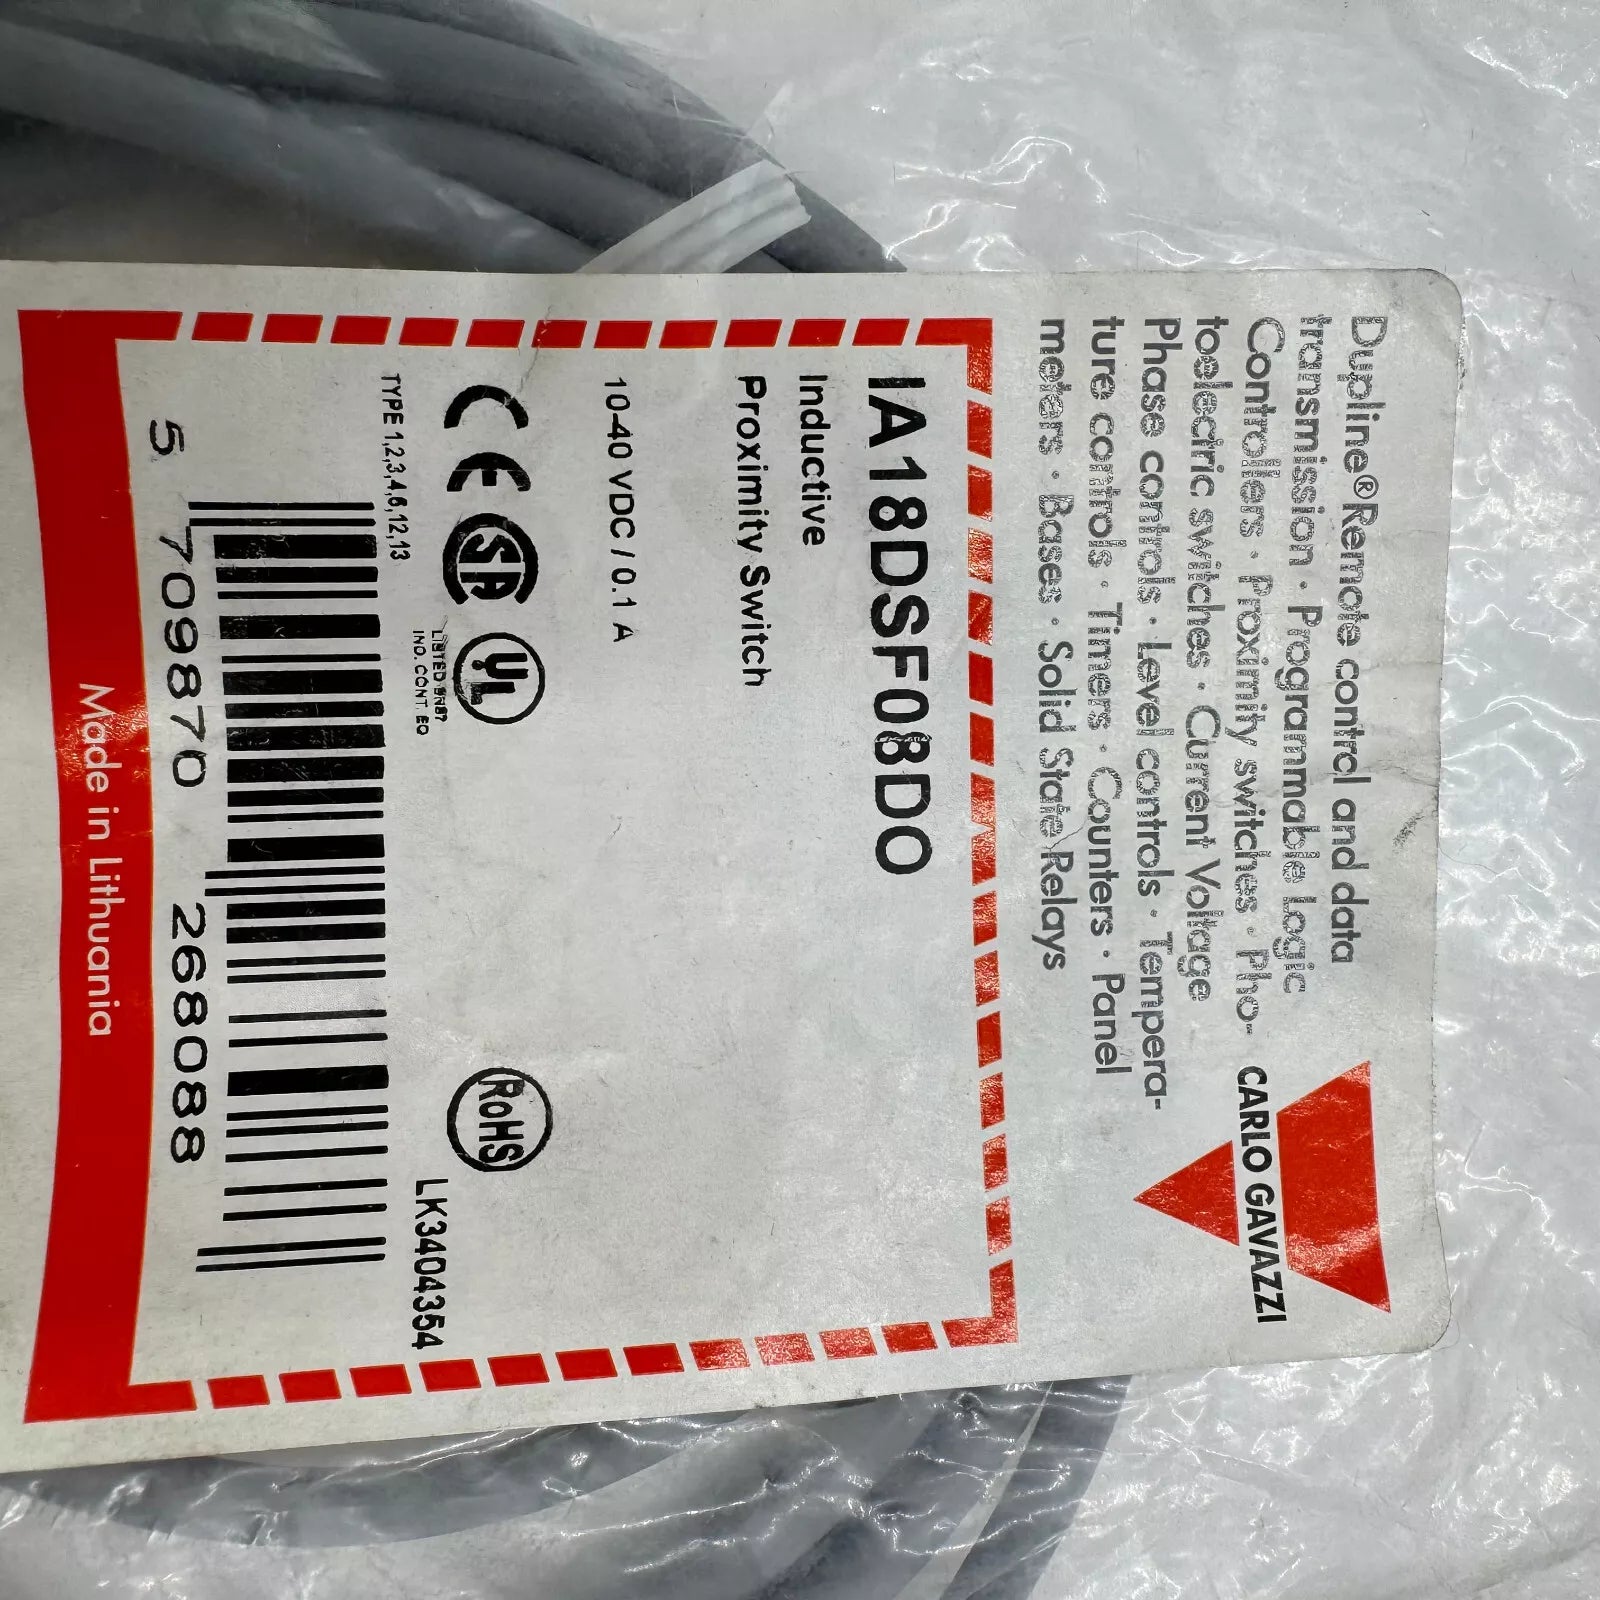 Dupline®Remote control and data
transmission · Programmable Logic
Controllers · Proximity switches · Pho-
toelectric switches · Current Voltage
Phase controls · Level controls · Tempera-
ture controls · Timers · Counters · Panel
meters · Bases · Solid State Relays
CARLO GAVAZZI
IA18DSF08DO
Inductive
Proximity Switch
10-40 VDC / 0.1 A
CE SA UL
LISTED
IND. CONT. EQ
TYPE 1,2,3,4,6,12,13
RoHS
LK3404354
5 709870 268088
Made in Lithuania